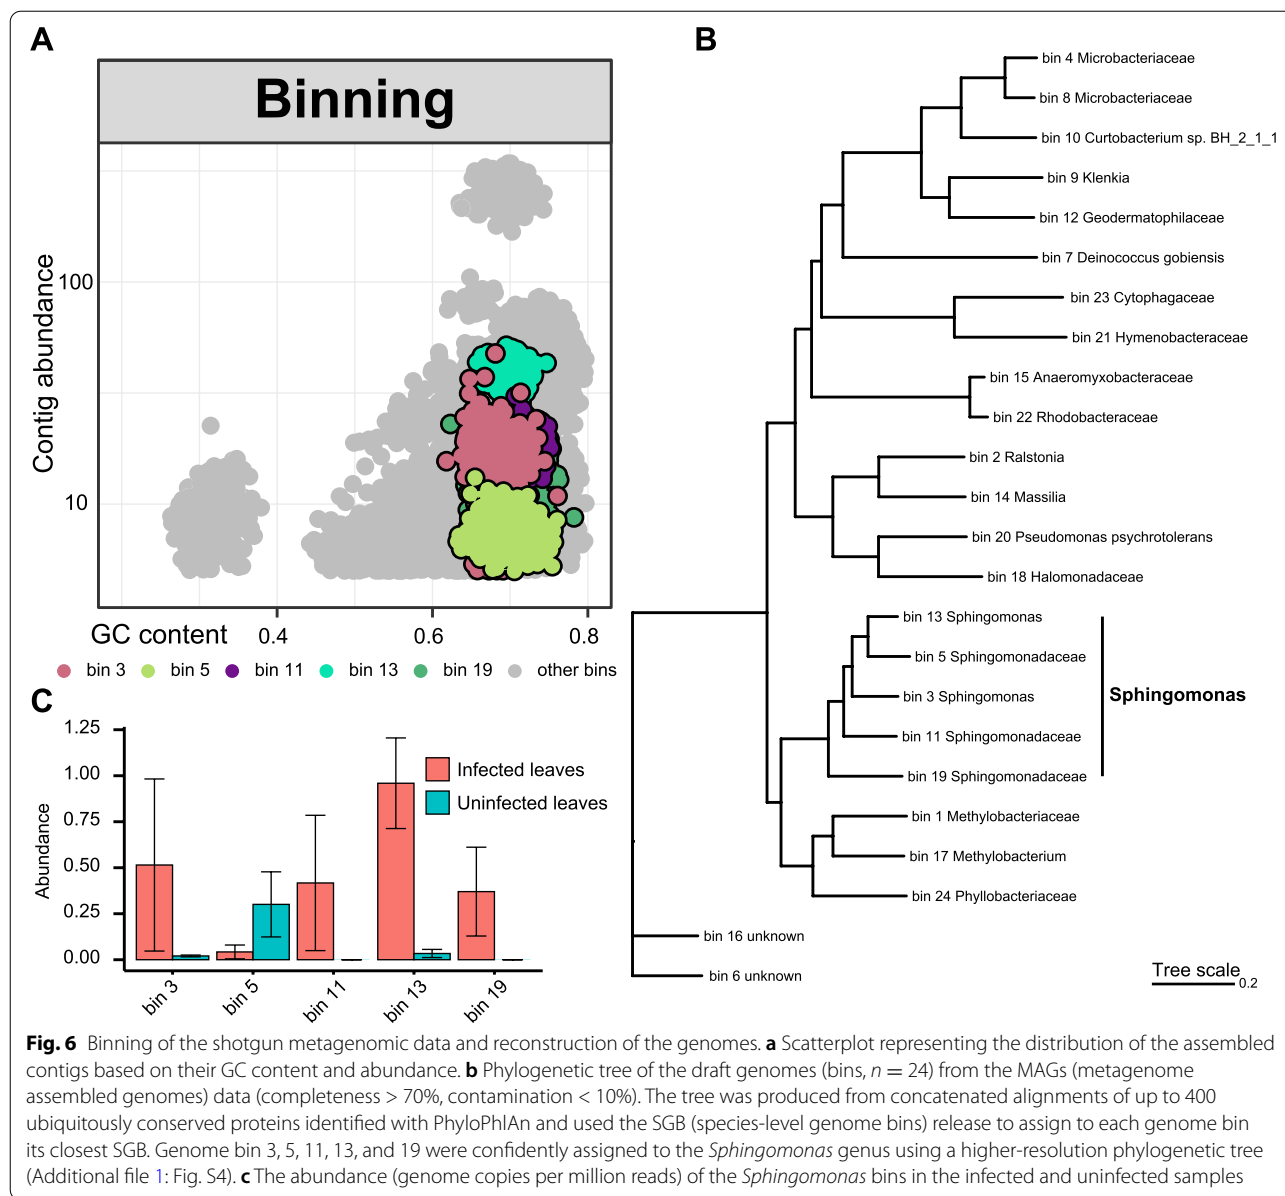 A
Binning
Contig abundance
100
10
GC content
0.4
0.6
0.8
bin 3
bin 5
bin 11
bin 13
bin 19
other bins
B
bin 4 Microbacteriaceae
bin 8 Microbacteriaceae
bin 10 Curtobacterium sp. BH_2_1_1
bin 9 Klenkia
bin 12 Geodermatophilaceae
bin 7 Deinococcus gobiensis
bin 23 Cytophagaceae
bin 21 Hymenobacteraceae
bin 15 Anaeromyxobacteraceae
bin 22 Rhodobacteraceae
bin 2 Ralstonia
bin 14 Massilia
bin 20 Pseudomonas psychrotolerans
bin 18 Halomonadaceae
bin 13 Sphingomonas
bin 5 Sphingomonadaceae
bin 3 Sphingomonas
bin 11 Sphingomonadaceae
bin 19 Sphingomonadaceae
Sphingomonas
bin 1 Methylobacteriaceae
bin 17 Methylobacterium
bin 24 Phyllobacteriaceae
bin 16 unknown
bin 6 unknown
Tree scale
0.2
C
Abundance
1.25
1.00
0.75
0.50
0.25
0.00
Infected leaves
Uninfected leaves
bin 3
bin 5
bin 11
bin 13
bin 19
Fig. 6 Binning of the shotgun metagenomic data and reconstruction of the genomes. a Scatterplot representing the distribution of the assembled
contigs based on their GC content and abundance. b Phylogenetic tree of the draft genomes (bins, n = 24) from the MAGs (metagenome
assembled genomes) data (completeness > 70%, contamination < 10%). The tree was produced from concatenated alignments of up to 400
ubiquitously conserved proteins identified with PhyloPhlAn and used the SGB (species-level genome bins) release to assign to each genome bin
its closest SGB. Genome bin 3, 5, 11, 13, and 19 were confidently assigned to the Sphingomonas genus using a higher-resolution phylogenetic tree
(Additional file 1: Fig. S4). c The abundance (genome copies per million reads) of the Sphingomonas bins in the infected and uninfected samples